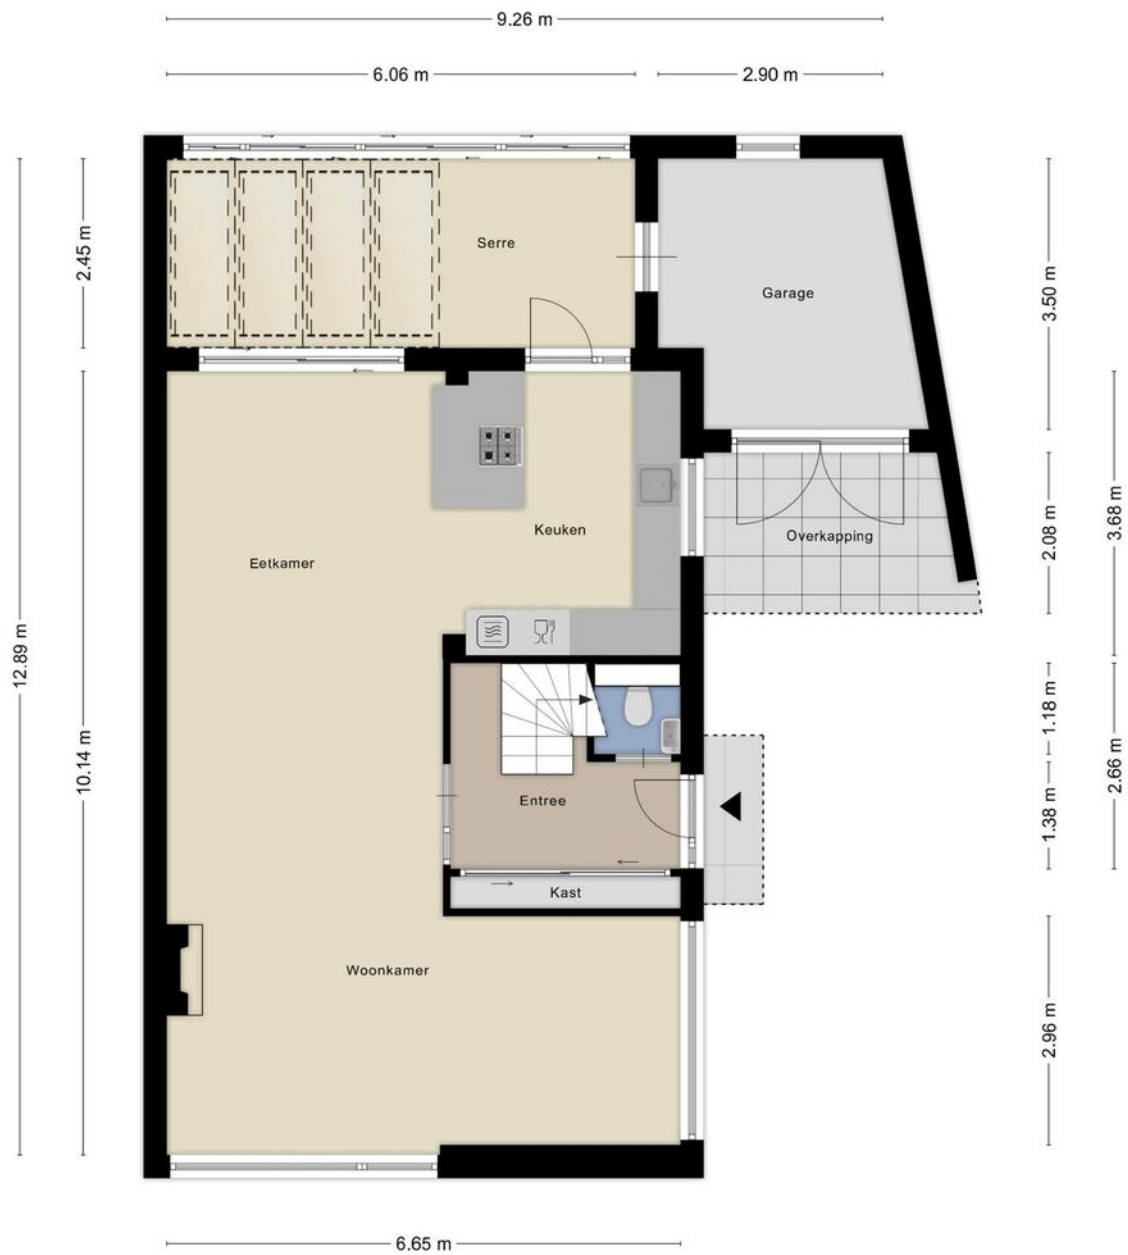 9.26 m
6.06 m
2.90 m
2.45 m
Serre
Garage
3.50 m
Keuken
Overkapping
2.08 m
3.68 m
Eetkamer
12.89 m
10.14 m
1.18 m
2.66 m
Entree
1.38 m
Kast
Woonkamer
2.96 m
6.65 m